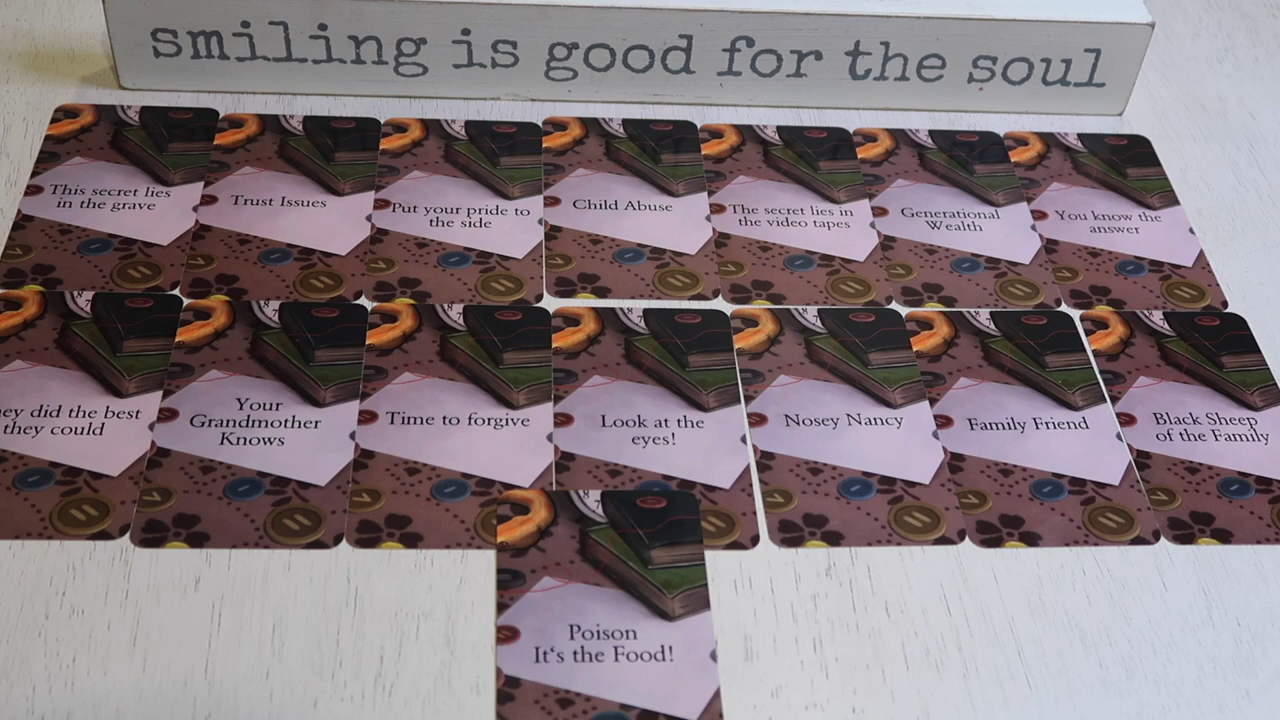 smiling is good for the soul
This secret lies
in the grave
Trust Issues
Put your pride to
the side
Child Abuse
The secret lies in
the video tapes
Generational
Wealth
You know the
answer
ey did the best
they could
Your
Grandmother
Knows
Time to forgive
Look at the
eyes!
Nosey Nancy
Family Friend
Black Sheep
of the Family
Poison
It's the Food!